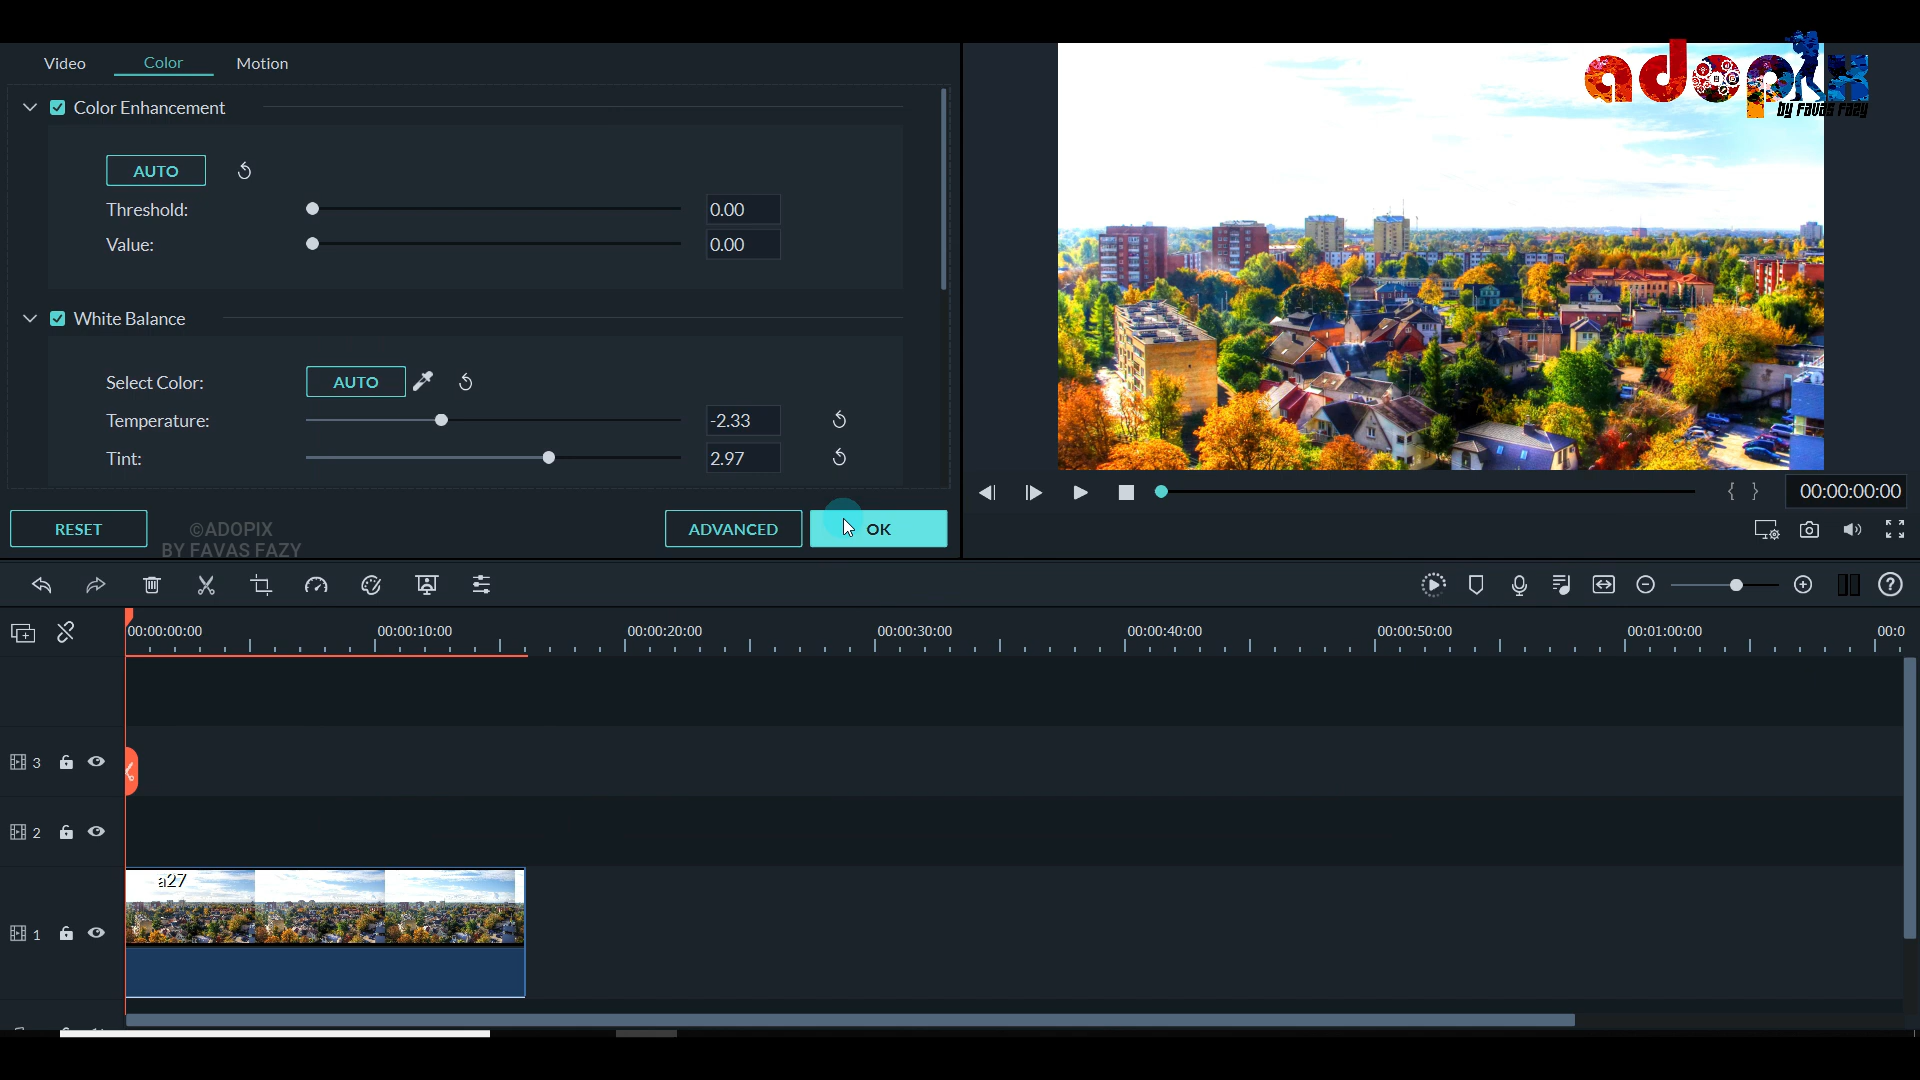 Video Color Motion
adopix
by FAVAS FAZY
Color Enhancement
AUTO
Threshold: 0.00
Value: 0.00
White Balance
Select Color: AUTO
Temperature: -2.33
Tint: 2.97
{ } 00:00:00:00
RESET ©ADOPIX ADVANCED OK
BY FAVAS FAZY
00:00:00:00 00:00:10:00 00:00:20:00 00:00:30:00 00:00:40:00 00:00:50:00 00:01:00:00 00:0
3
2
a27
1